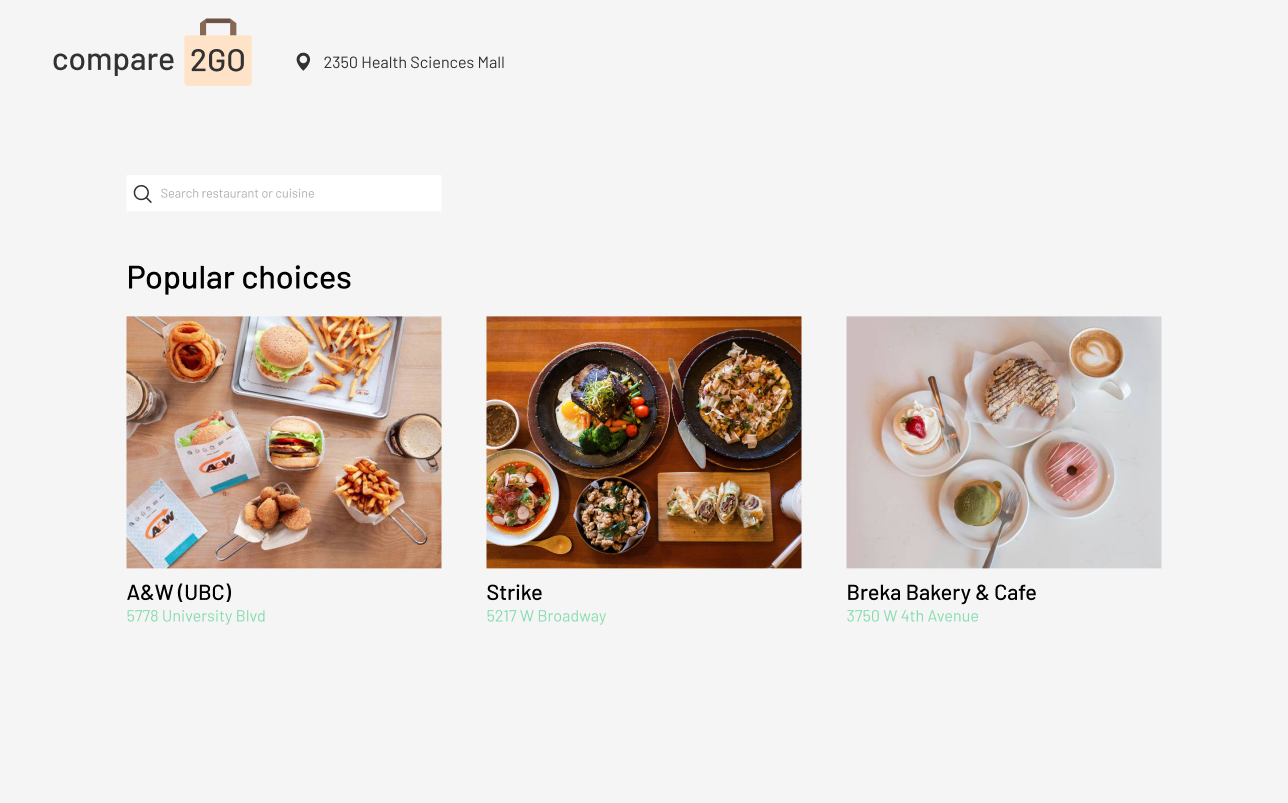 compare 2GO
2350 Health Sciences Mall
Search restaurant or cuisine
Popular choices
A&W
A&W
A&W (UBC)
5778 University Blvd
Strike
5217 W Broadway
Breka Bakery & Cafe
3750 W 4th Avenue